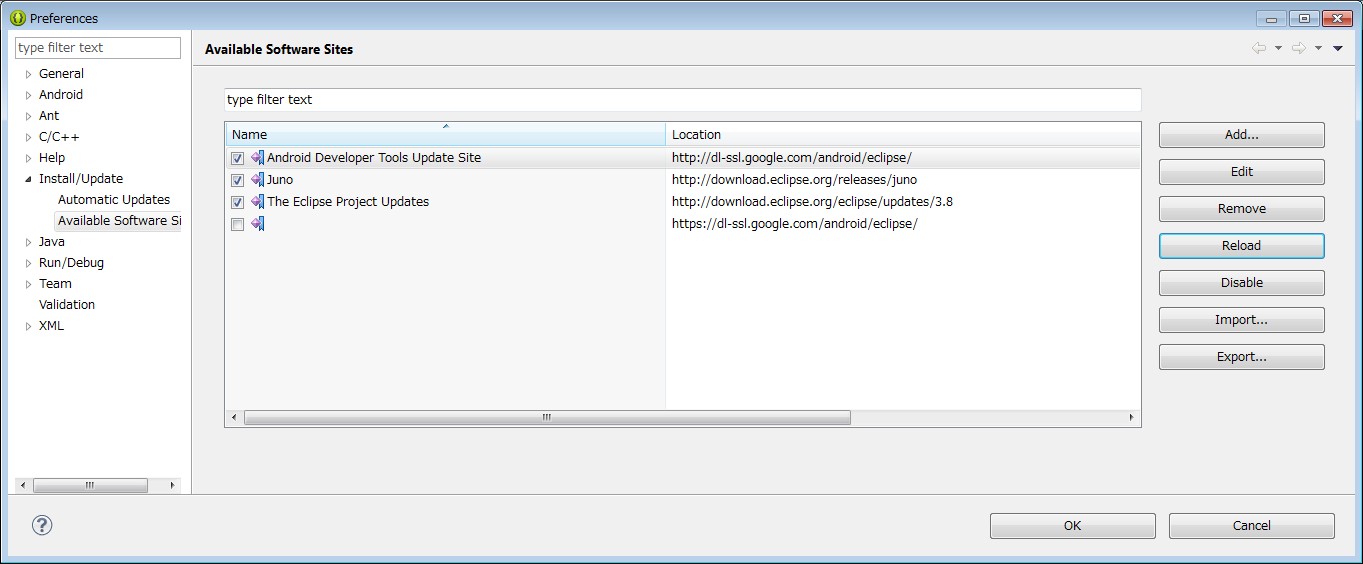 Preferences
type filter text
General
Android
Ant
C/C++
Help
Install/Update
Automatic Updates
Available Software Si
Java
Run/Debug
Team
Validation
XML
Available Software Sites
type filter text
Name Location
Android Developer Tools Update Site http://dl-ssl.google.com/android/eclipse/
Juno http://download.eclipse.org/releases/juno
The Eclipse Project Updates http://download.eclipse.org/eclipse/updates/3.8
https://dl-ssl.google.com/android/eclipse/
Add...
Edit
Remove
Reload
Disable
Import...
Export...
?
OK Cancel